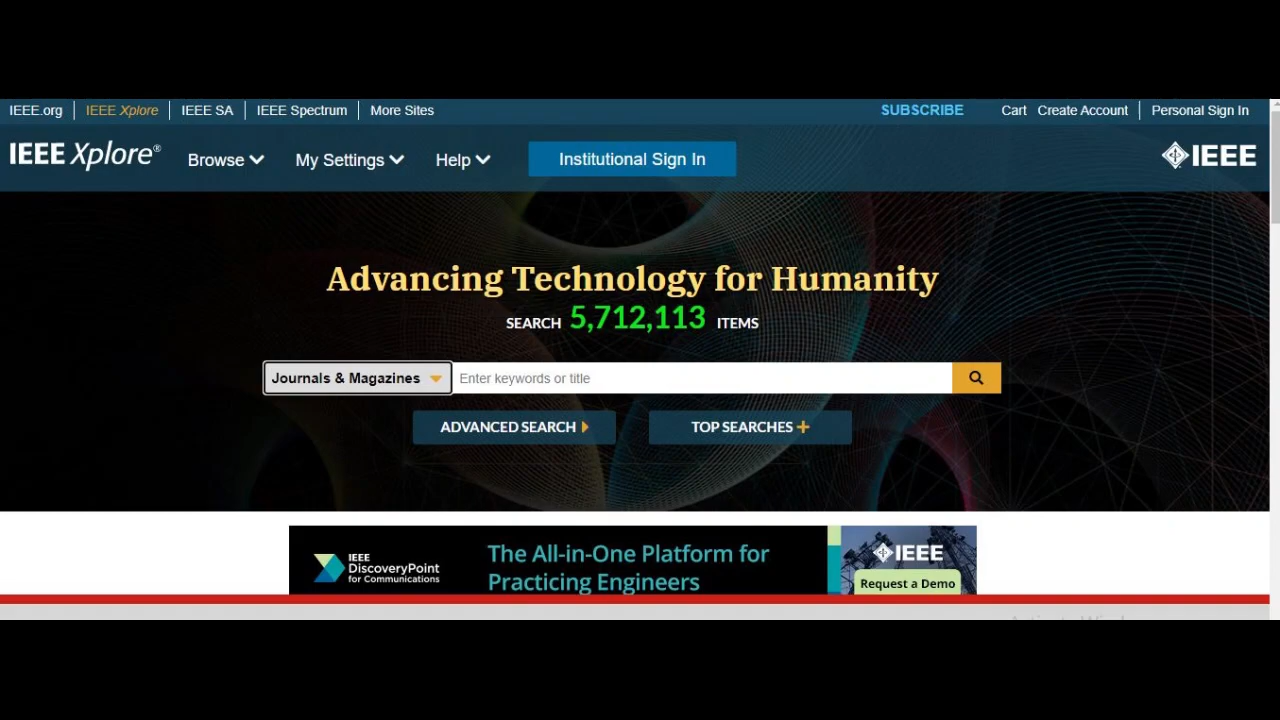 IEEE.org IEEE Xplore IEEE SA IEEE Spectrum More Sites SUBSCRIBE Cart Create Account Personal Sign In
IEEE Xplore® Browse My Settings Help Institutional Sign In IEEE
Advancing Technology for Humanity
SEARCH 5,712,113 ITEMS
Journals & Magazines Enter keywords or title
ADVANCED SEARCH TOP SEARCHES +
IEEE
DiscoveryPoint
for Communications
The All-in-One Platform for
Practicing Engineers
IEEE
Request a Demo